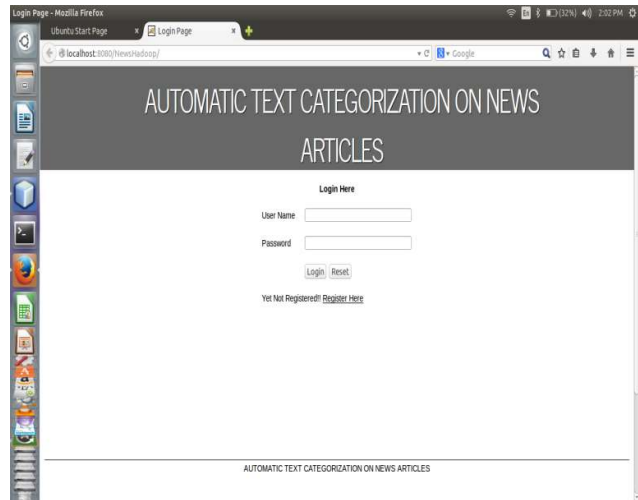 Login Page - Mozilla Firefox
En (32%) 2:02 PM
Ubuntu Start Page x Login Page x
localhost:8080/NewsHadoop/ Google
AUTOMATIC TEXT CATEGORIZATION ON NEWS
ARTICLES
Login Here
User Name
Password
Login Reset
Yet Not Registered!! Register Here
AUTOMATIC TEXT CATEGORIZATION ON NEWS ARTICLES